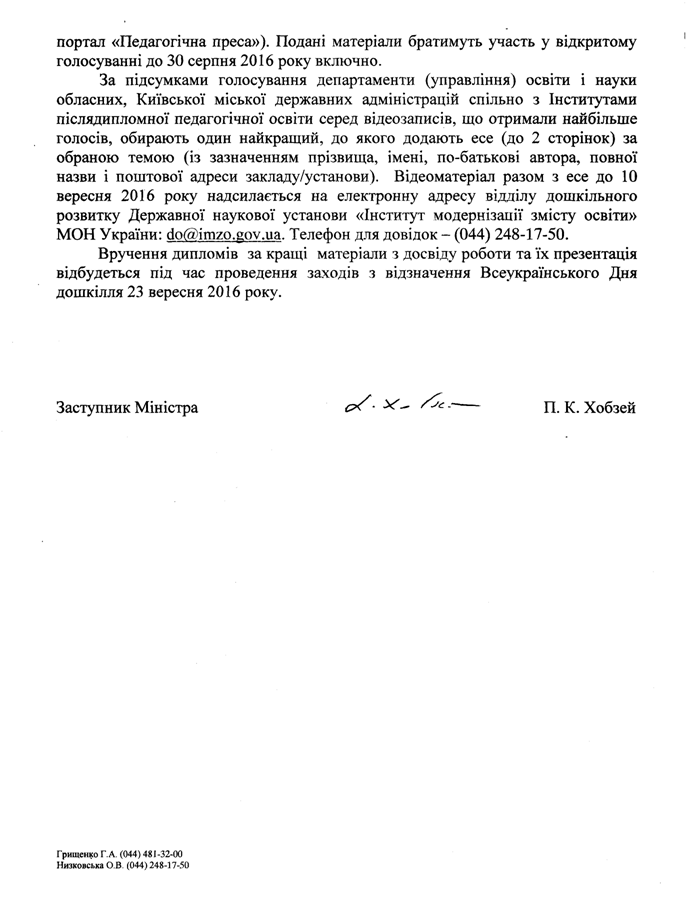 портал «Педагогічна преса»). Подані матеріали братимуть участь у відкритому
голосуванні до 30 серпня 2016 року включно.
За підсумками голосування департаменти (управління) освіти і науки
обласних, Київської міської державних адміністрацій спільно з Інститутами
післядипломної педагогічної освіти серед відеозаписів, що отримали найбільше
голосів, обирають один найкращий, до якого додають есе (до 2 сторінок) за
обраною темою (із зазначенням прізвища, імені, по-батькові автора, повної
назви і поштової адреси закладу/установи). Відеоматеріал разом з есе до 10
вересня 2016 року надсилається на електронну адресу відділу дошкільного
розвитку Державної наукової установи «Інститут модернізації змісту освіти»
МОН України: do@imzo.gov.ua. Телефон для довідок – (044) 248-17-50.
Вручення дипломів за кращі матеріали з досвіду роботи та їх презентація
відбудеться під час проведення заходів з відзначення Всеукраїнського Дня
дошкілля 23 вересня 2016 року.
Заступник Міністра П. К. Хобзей
Грищенко Г.А. (044) 481-32-00
Низковська О.В. (044) 248-17-50